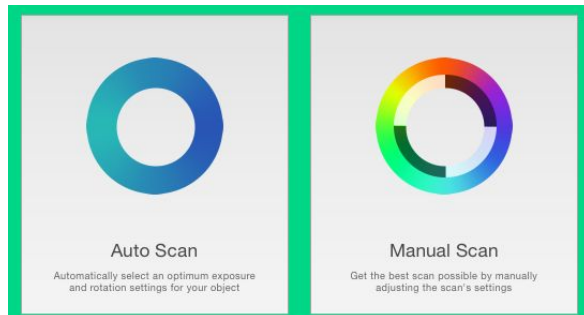 Auto Scan
Automatically select an optimum exposure
and rotation settings for your object
Manual Scan
Get the best scan possible by manually
adjusting the scan's settings